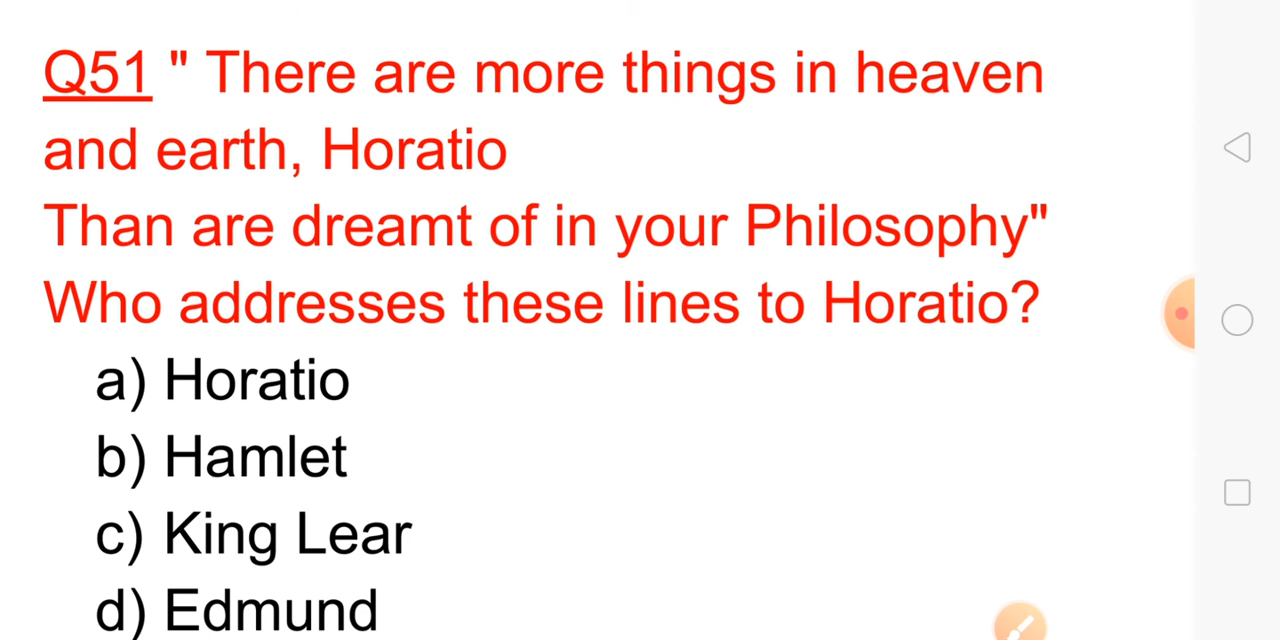 Q51 " There are more things in heaven
and earth, Horatio
Than are dreamt of in your Philosophy"
Who addresses these lines to Horatio?
a) Horatio
b) Hamlet
c) King Lear
d) Edmund